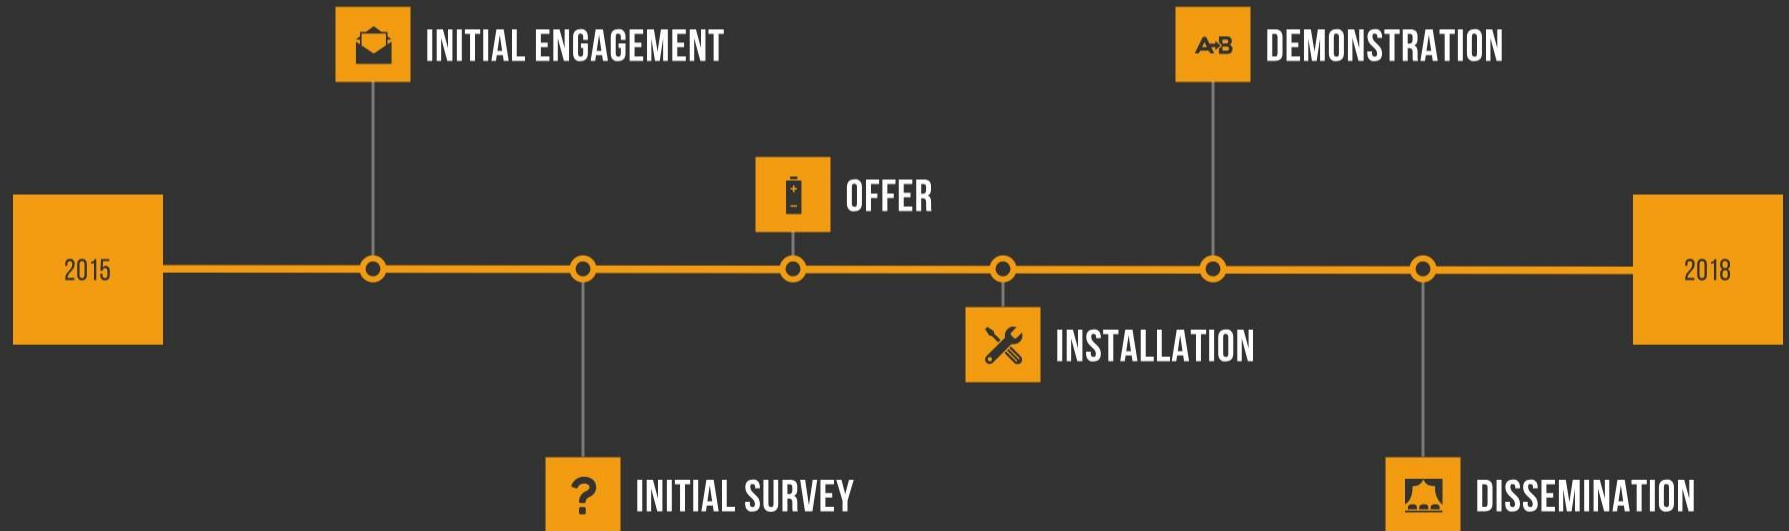 INITIAL ENGAGEMENT
A→B DEMONSTRATION
OFFER
2015
2018
INSTALLATION
? INITIAL SURVEY
DISSEMINATION